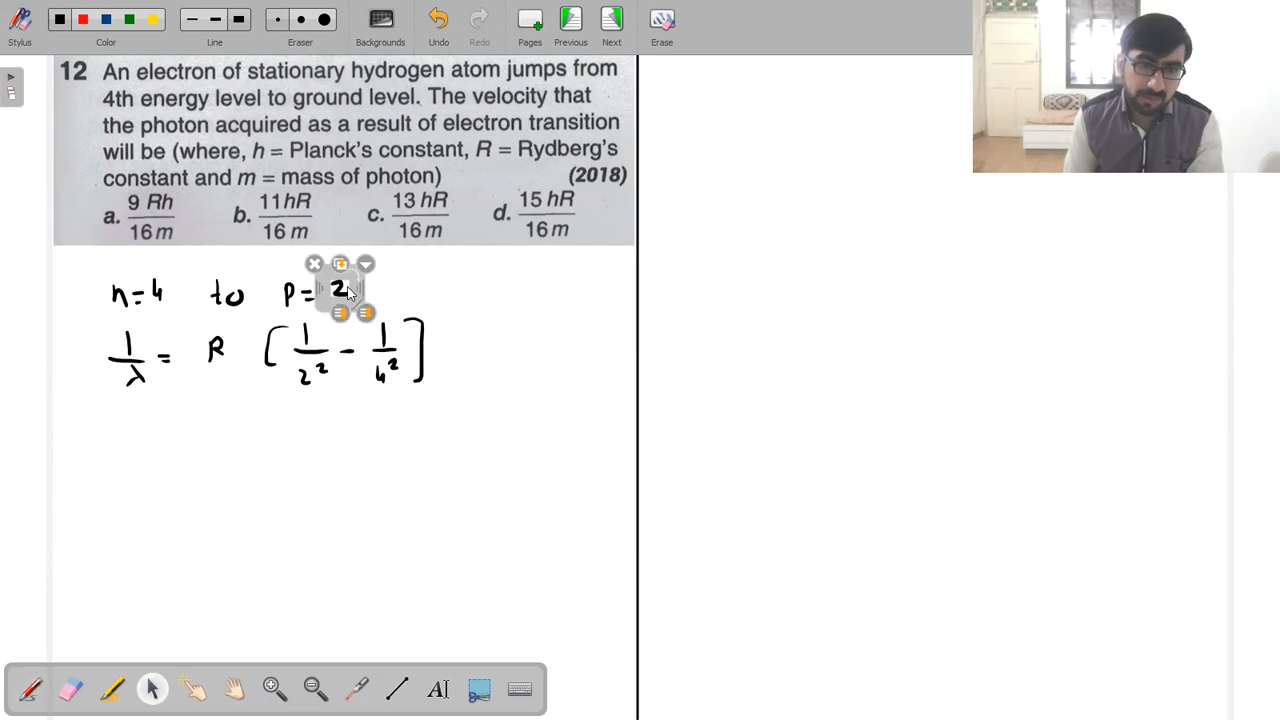 Stylus
Color
Line
Eraser
Backgrounds
Undo
Redo
Pages
Previous
Next
Erase
12 An electron of stationary hydrogen atom jumps from
4th energy level to ground level. The velocity that
the photon acquired as a result of electron transition
will be (where, h = Planck's constant, R = Rydberg's
constant and m = mass of photon) (2018)
a. 9 Rh / 16 m b. 11 hR / 16 m c. 13 hR / 16 m d. 15 hR / 16 m
n=4 to p= 2
1/λ = R [ 1/2² - 1/4² ]